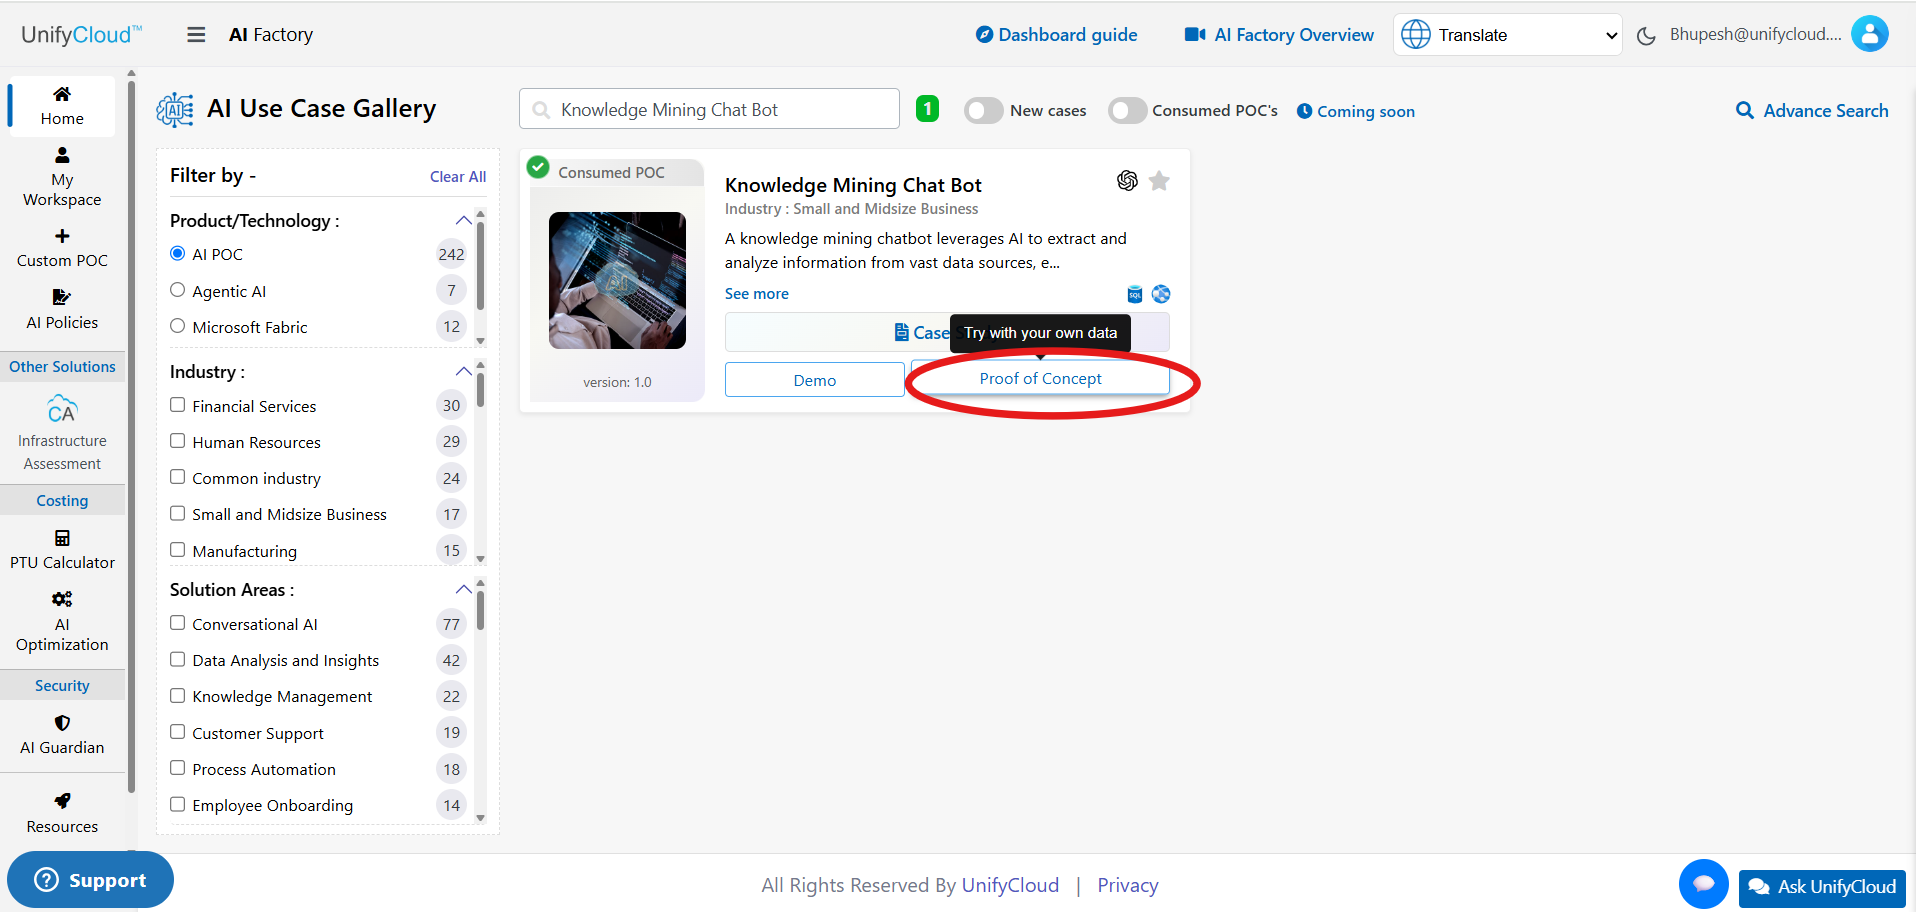 UnifyCloud™
AI Factory
Dashboard guide
AI Factory Overview
Translate
Bhupesh@unifycloud....
Home
My
Workspace
Custom POC
AI Policies
Other Solutions
CA
Infrastructure
Assessment
Costing
PTU Calculator
AI
Optimization
Security
AI Guardian
Resources
Support
AI
AI Use Case Gallery
Knowledge Mining Chat Bot
1
New cases
Consumed POC's
Coming soon
Advance Search
Filter by -
Clear All
Product/Technology :
AI POC 242
Agentic AI 7
Microsoft Fabric 12
Industry :
Financial Services 30
Human Resources 29
Common industry 24
Small and Midsize Business 17
Manufacturing 15
Solution Areas :
Conversational AI 77
Data Analysis and Insights 42
Knowledge Management 22
Customer Support 19
Process Automation 18
Employee Onboarding 14
Consumed POC
AI
version: 1.0
Knowledge Mining Chat Bot
Industry : Small and Midsize Business
A knowledge mining chatbot leverages AI to extract and
analyze information from vast data sources, e...
See more
SQL
Case
Try with your own data
Demo
Proof of Concept
All Rights Reserved By UnifyCloud | Privacy
Ask UnifyCloud